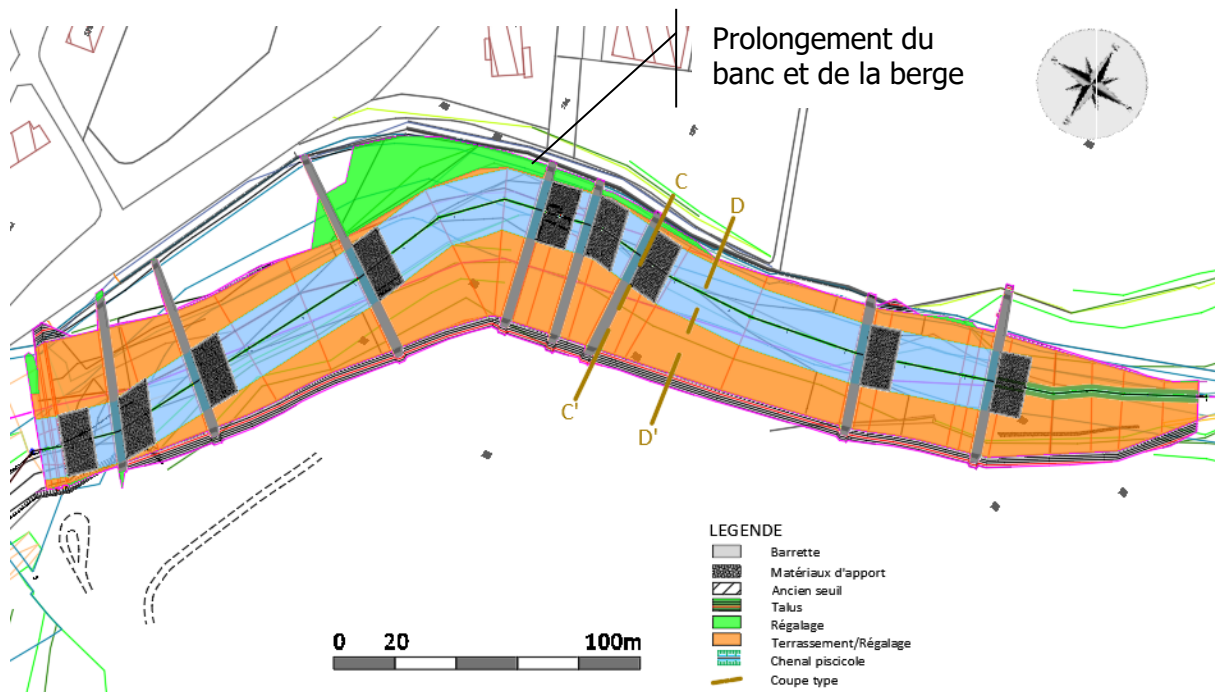 Prolongement du
banc et de la berge
C
D
C'
D'
LEGENDE
Barrette
Matériaux d'apport
Ancien seuil
Talus
Régalage
Terrassement/Régalage
Chenal piscicole
Coupe type
0 20 100m